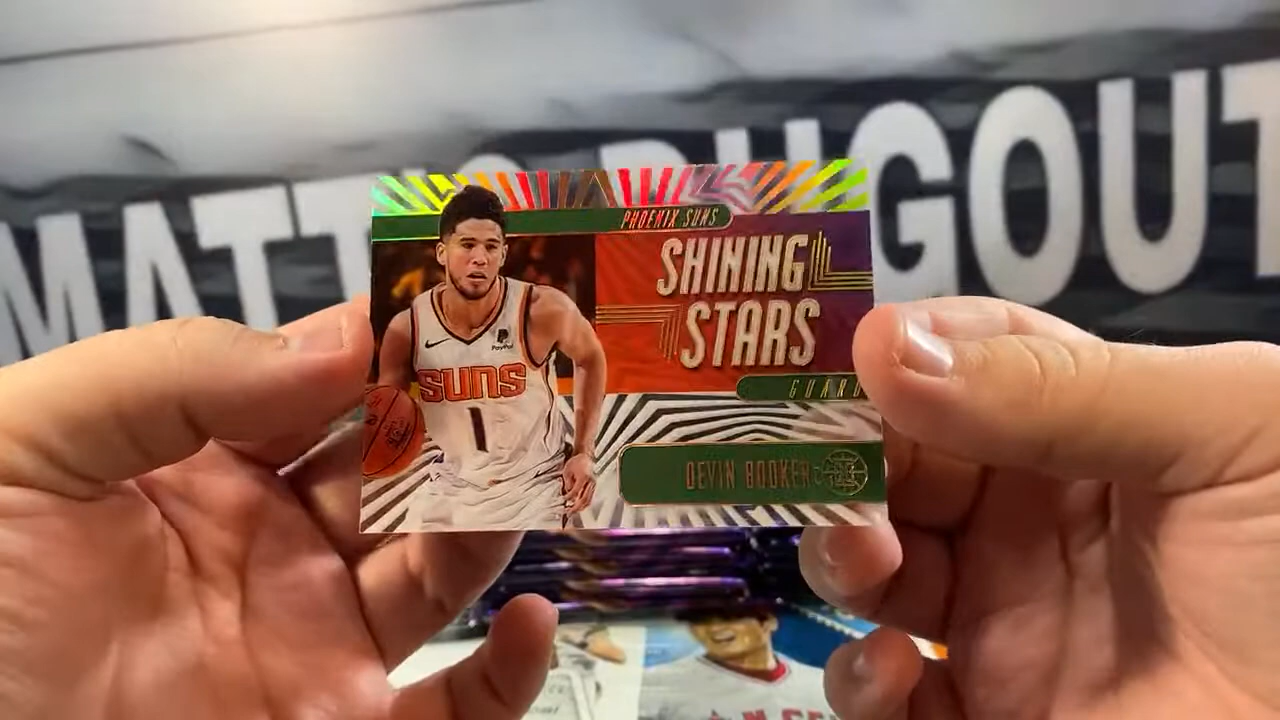 MATT'S DUGOUT
PHOENIX SUNS
SHINING
STARS
PayPal
SUNS
1
GUARD
DEVIN BOOKER